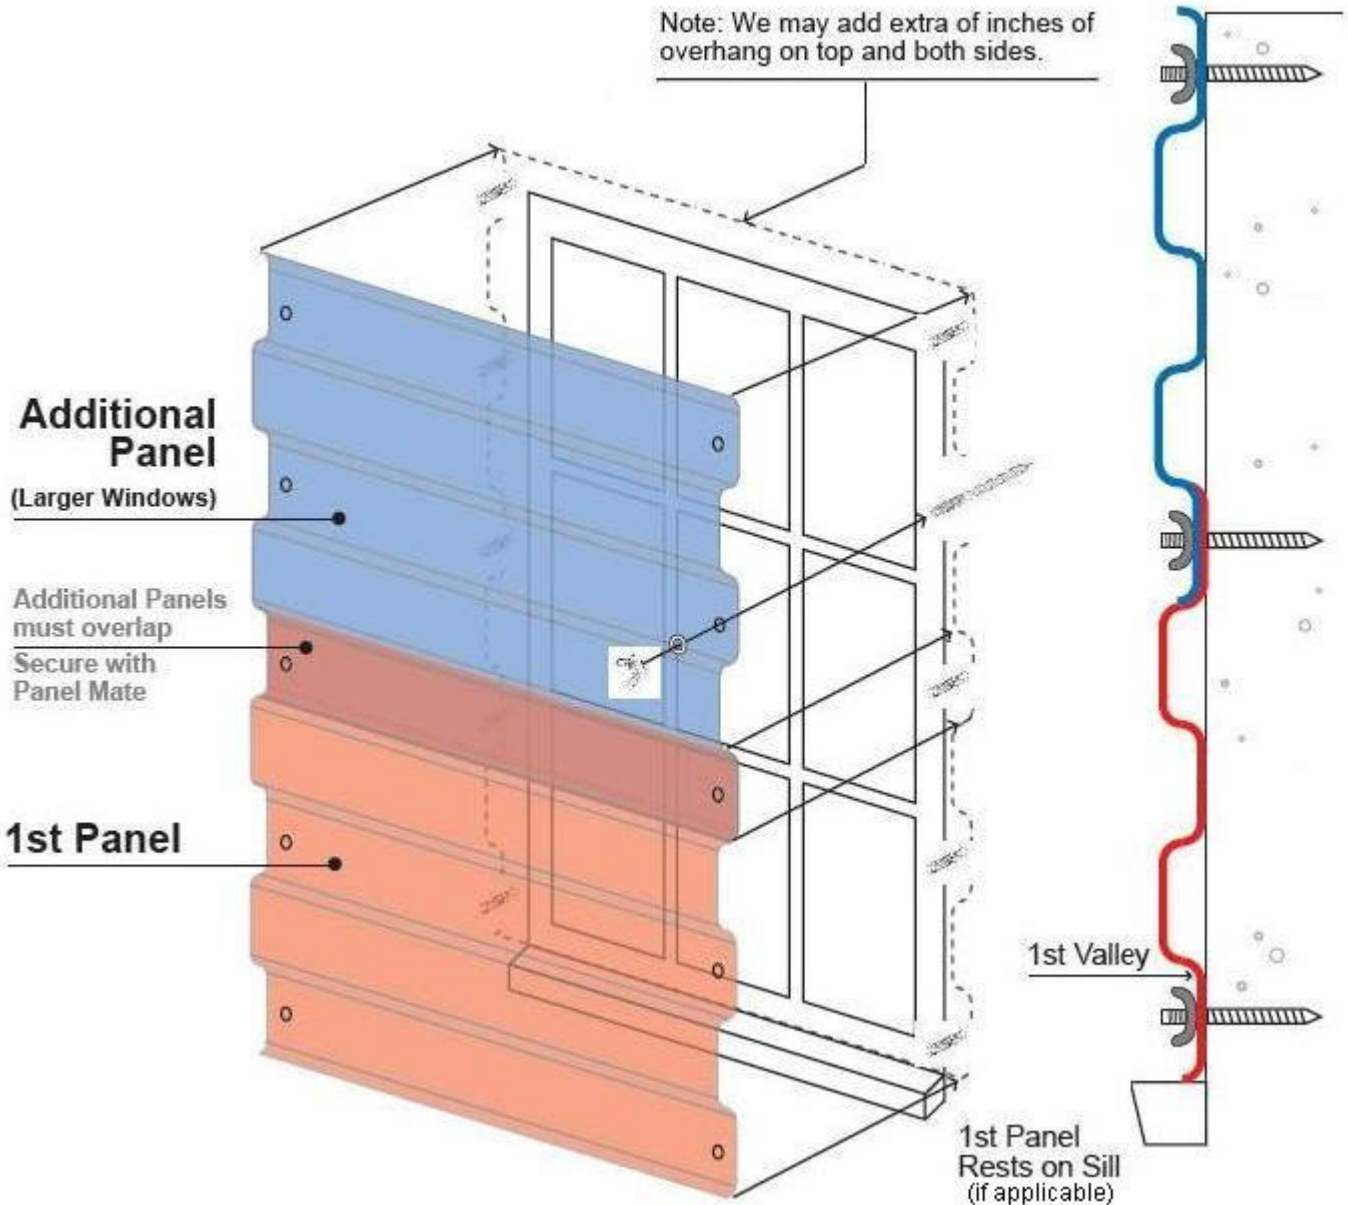 Note: We may add extra of inches of
overhang on top and both sides.
Additional
Panel
(Larger Windows)
Additional Panels
must overlap
Secure with
Panel Mate
1st Panel
1st Valley
1st Panel
Rests on Sill
(if applicable)